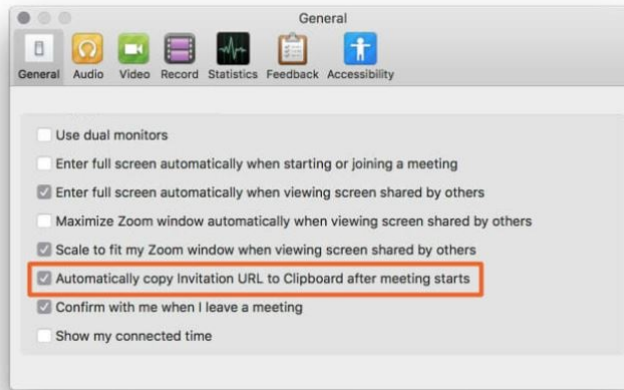 General
General Audio Video Record Statistics Feedback Accessibility
Use dual monitors
Enter full screen automatically when starting or joining a meeting
Enter full screen automatically when viewing screen shared by others
Maximize Zoom window automatically when viewing screen shared by others
Scale to fit my Zoom window when viewing screen shared by others
Automatically copy Invitation URL to Clipboard after meeting starts
Confirm with me when I leave a meeting
Show my connected time